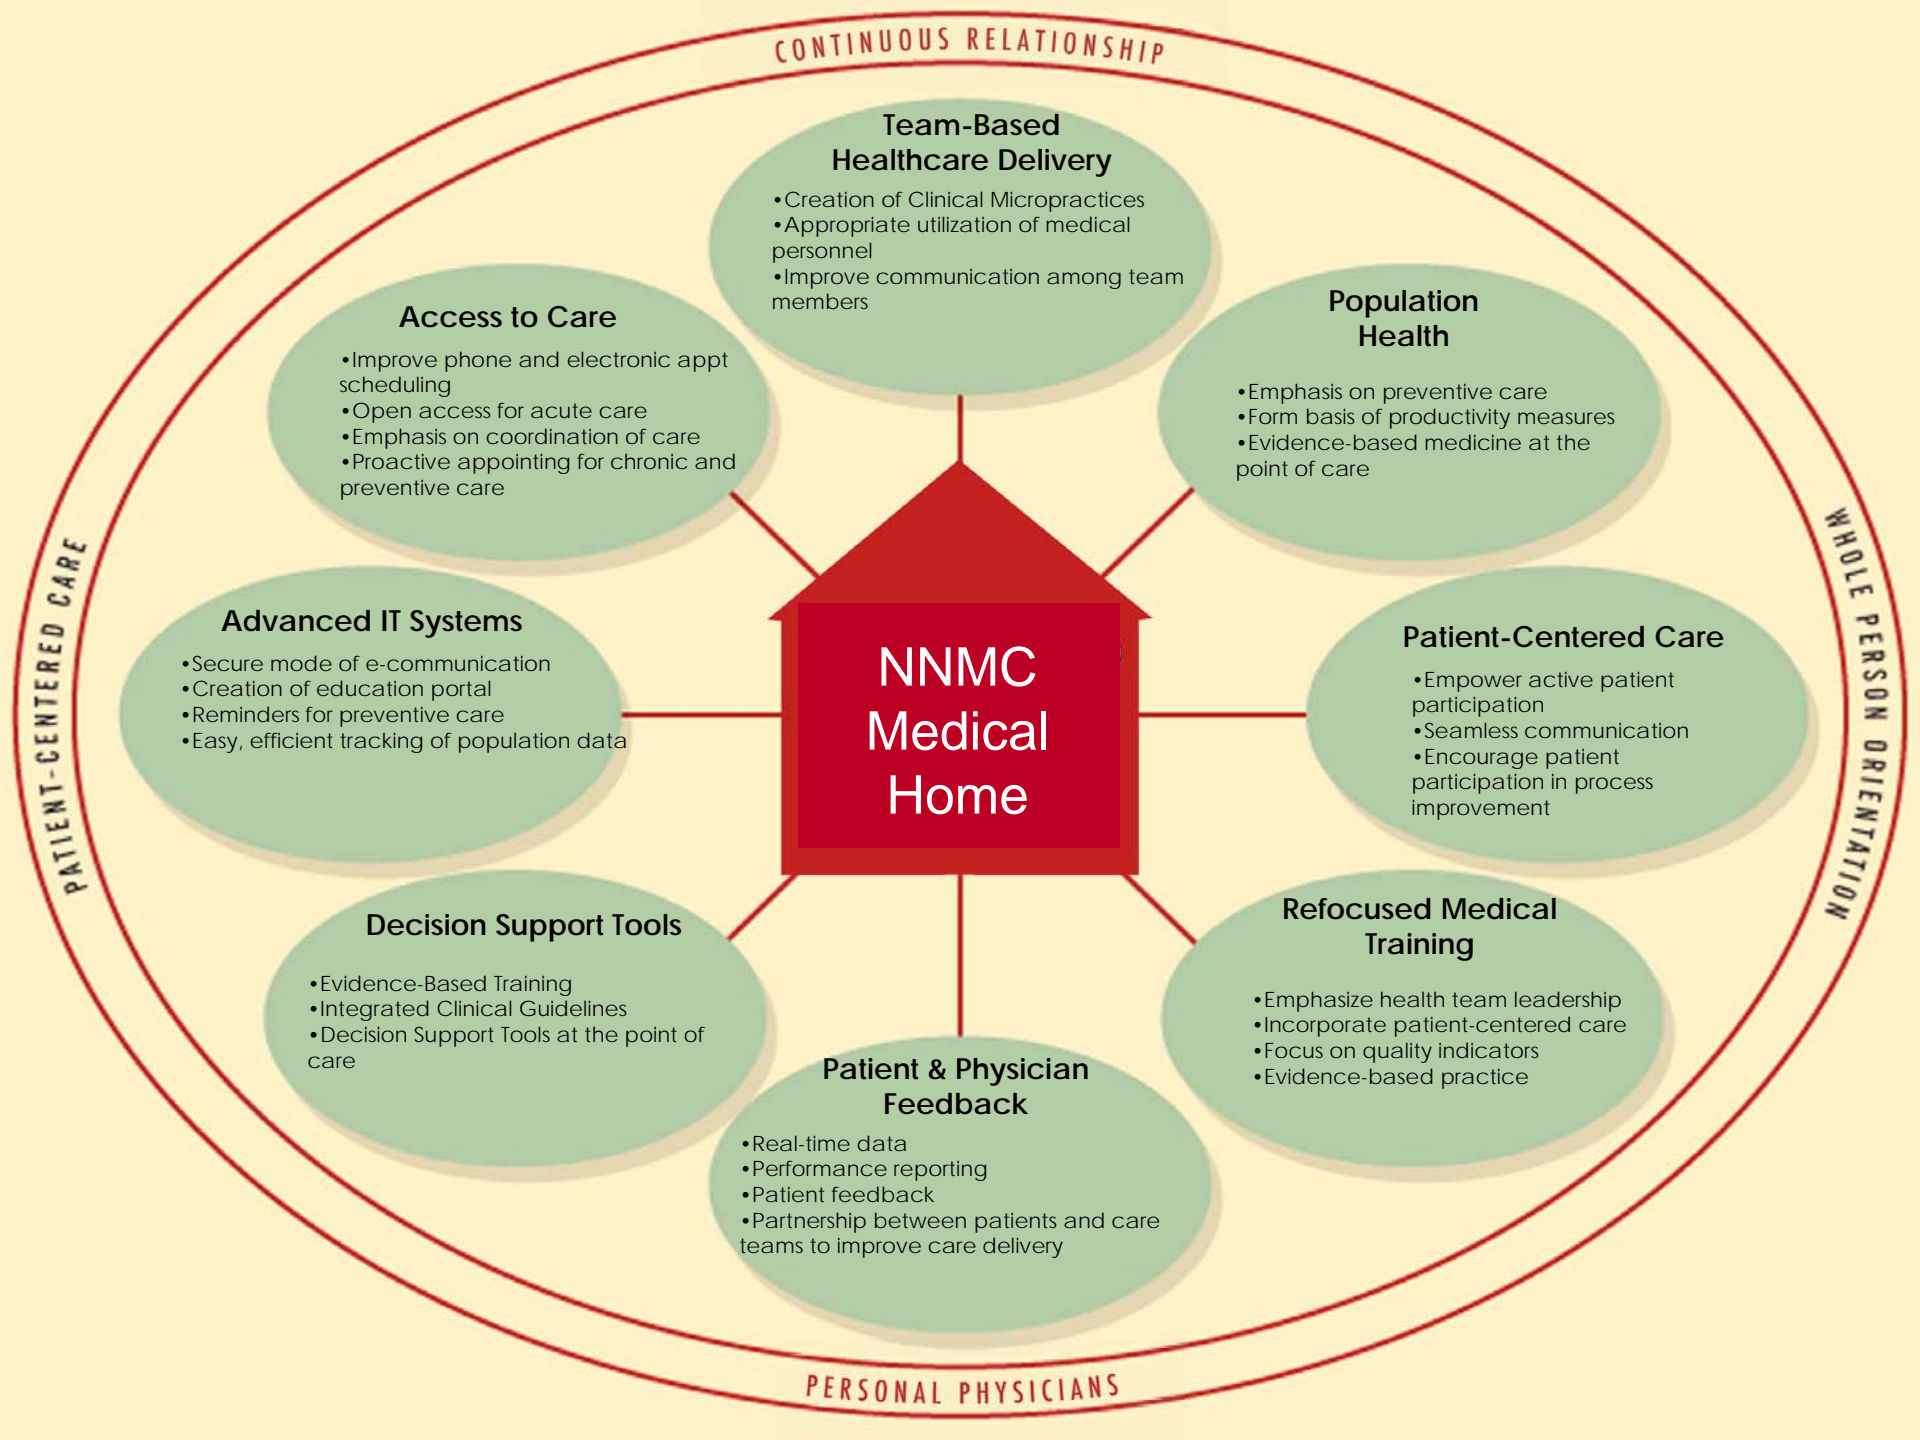 CONTINUOUS RELATIONSHIP
Team-Based
Healthcare Delivery
•Creation of Clinical Micropractices
•Appropriate utilization of medical
personnel
•Improve communication among team
members
Access to Care
•Improve phone and electronic appt
scheduling
•Open access for acute care
•Emphasis on coordination of care
•Proactive appointing for chronic and
preventive care
Population
Health
•Emphasis on preventive care
•Form basis of productivity measures
•Evidence-based medicine at the
point of care
PATIENT-CENTERED CARE
Advanced IT Systems
•Secure mode of e-communication
•Creation of education portal
•Reminders for preventive care
•Easy, efficient tracking of population data
NNMC
Medical
Home
Patient-Centered Care
•Empower active patient
participation
•Seamless communication
•Encourage patient
participation in process
improvement
WHOLE PERSON ORIENTATION
Decision Support Tools
•Evidence-Based Training
•Integrated Clinical Guidelines
•Decision Support Tools at the point of
care
Patient & Physician
Feedback
•Real-time data
•Performance reporting
•Patient feedback
•Partnership between patients and care
teams to improve care delivery
Refocused Medical
Training
•Emphasize health team leadership
•Incorporate patient-centered care
•Focus on quality indicators
•Evidence-based practice
PERSONAL PHYSICIANS